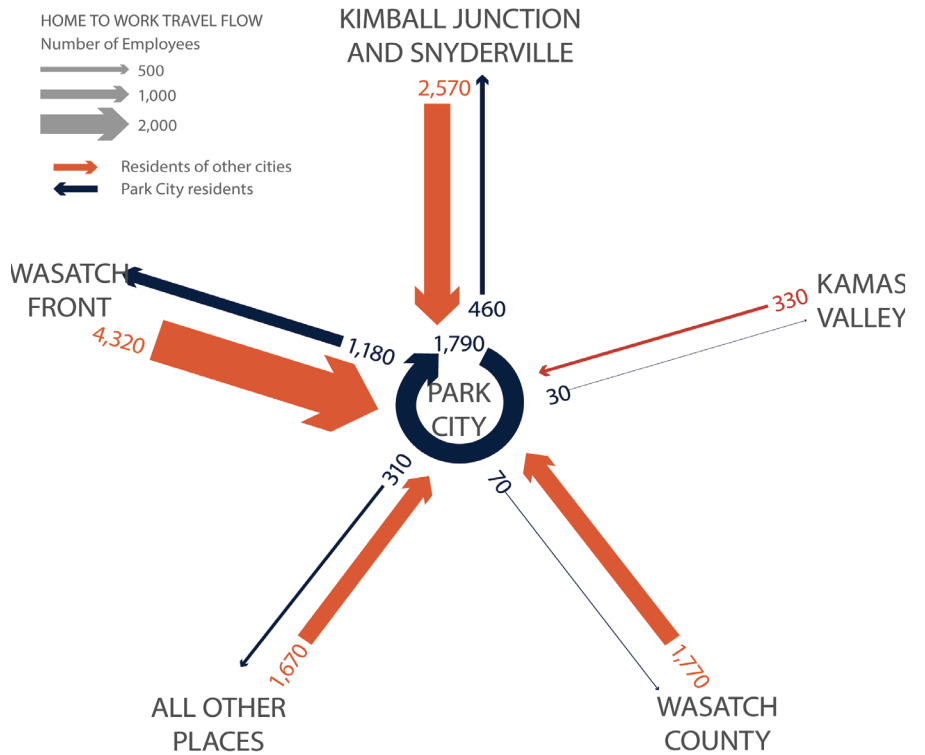 HOME TO WORK TRAVEL FLOW
Number of Employees
500
1,000
2,000
Residents of other cities
Park City residents
KIMBALL JUNCTION
AND SNYDERVILLE
2,570
460
WASATCH
FRONT
4,320
1,180
1,790
PARK
CITY
KAMAS
VALLEY
330
30
310
70
1,670
1,770
ALL OTHER
PLACES
WASATCH
COUNTY